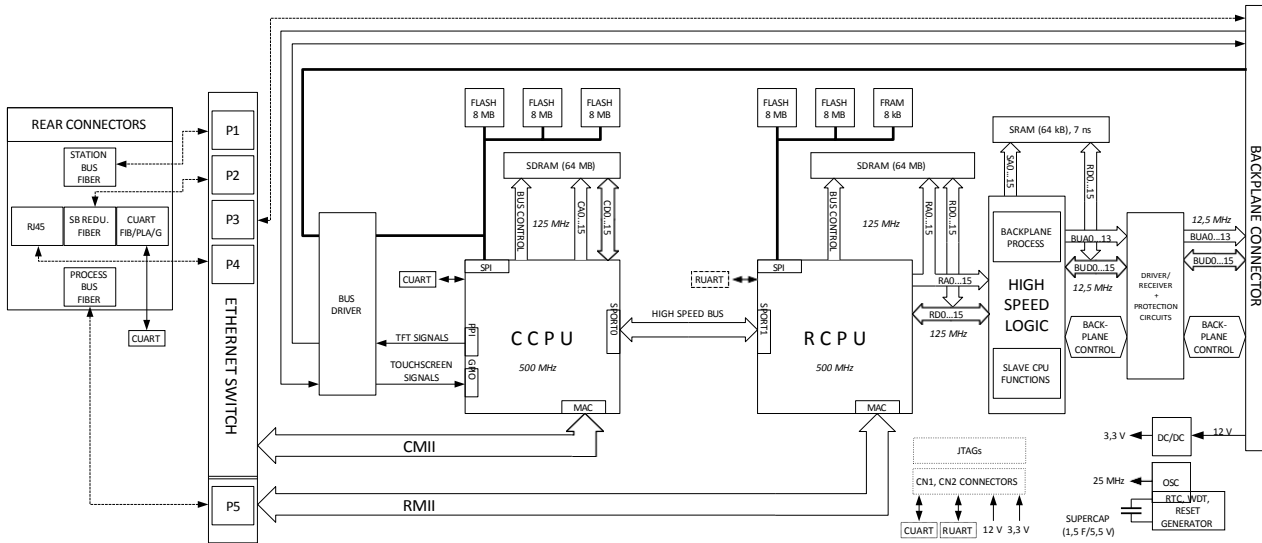 REAR CONNECTORS
STATION
BUS
FIBER
RJ45
SB REDU.
FIBER
CUART
FIB/PLA/G
PROCESS
BUS
FIBER
CUART
P1
P2
P3
P4
ETHERNET SWITCH
P5
BUS
DRIVER
FLASH
8 MB
FLASH
8 MB
FLASH
8 MB
SDRAM (64 MB)
BUS CONTROL
125 MHz
CA0...15
CD0...15
CUART
SPI
PPI
GPIO
SPORT0
CCPU
500 MHz
MAC
TFT SIGNALS
TOUCHSCREEN
SIGNALS
CMII
RMII
HIGH SPEED BUS
FLASH
8 MB
FLASH
8 MB
FRAM
8 kB
SDRAM (64 MB)
BUS CONTROL
125 MHz
RA0...15
RD0...15
RUART
SPI
SPORT1
RCPU
500 MHz
MAC
RA0...15
RD0...15
125 MHz
SRAM (64 kB), 7 ns
SA0...15
RD0...15
BACKPLANE
PROCESS
HIGH
SPEED
LOGIC
SLAVE CPU
FUNCTIONS
BUA0...13
BUD0...15
12,5 MHz
BACK-
PLANE
CONTROL
DRIVER/
RECEIVER
+
PROTECTION
CIRCUITS
12,5 MHz
BUA0...13
BUD0...15
BACK-
PLANE
CONTROL
BACKPLANE CONNECTOR
JTAGs
CN1, CN2 CONNECTORS
CUART
RUART
12 V
3,3 V
3,3 V
DC/DC
12 V
25 MHz
OSC
RTC, WDT,
RESET
GENERATOR
SUPERCAP
(1,5 F/5,5 V)